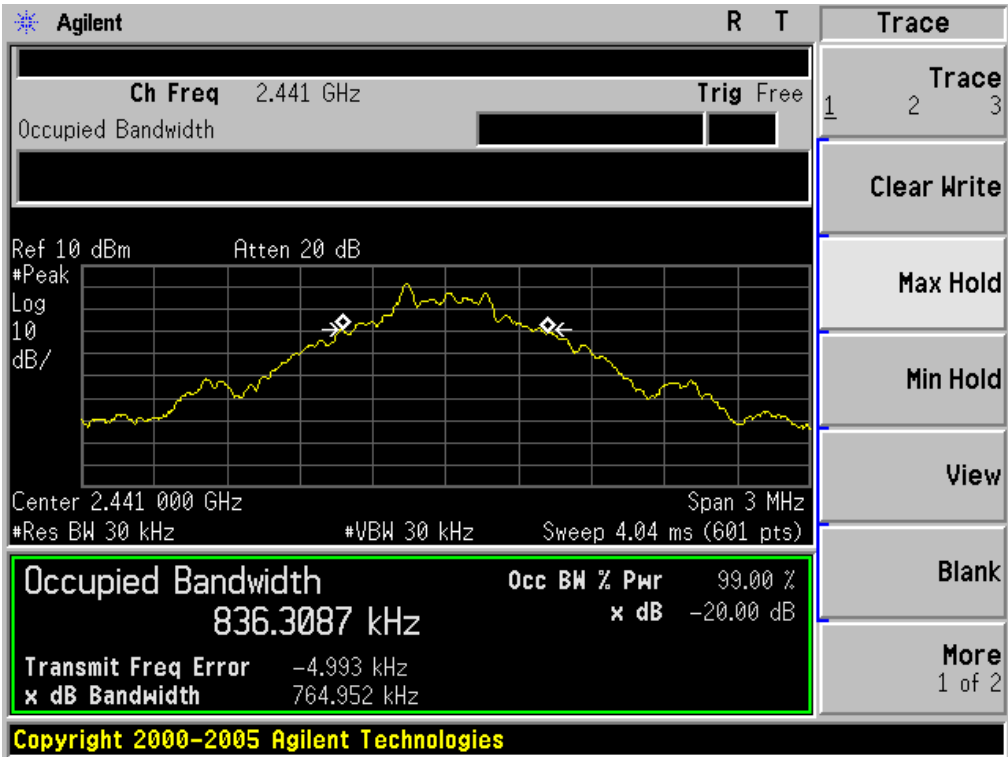 Agilent R T
Trace
Ch Freq 2.441 GHz Trig Free
Occupied Bandwidth
Trace
1 2 3
Clear Write
Max Hold
Min Hold
View
Blank
More
1 of 2
Ref 10 dBm Atten 20 dB
#Peak
Log
10
dB/
Center 2.441 000 GHz Span 3 MHz
#Res BW 30 kHz #VBW 30 kHz Sweep 4.04 ms (601 pts)
Occupied Bandwidth Occ BW % Pwr 99.00 %
836.3087 kHz x dB -20.00 dB
Transmit Freq Error -4.993 kHz
x dB Bandwidth 764.952 kHz
Copyright 2000-2005 Agilent Technologies